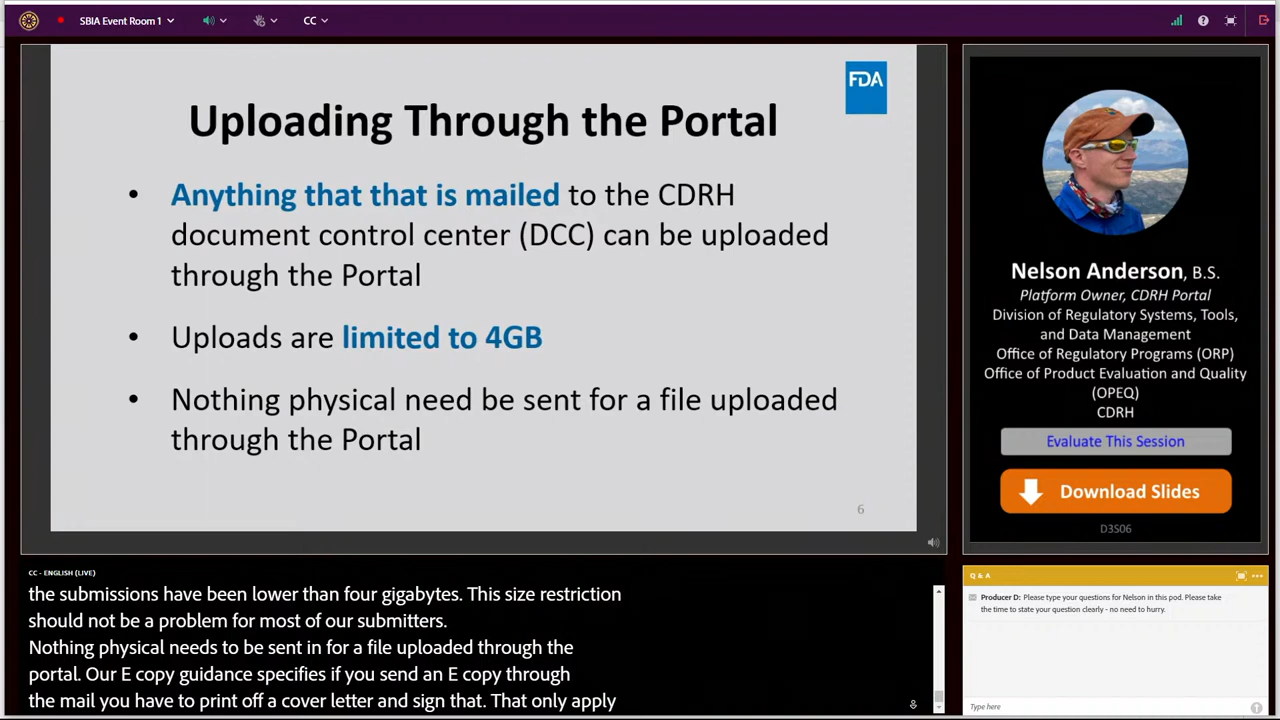 SBIA Event Room 1
CC
FDA
Uploading Through the Portal
• Anything that that is mailed to the CDRH
document control center (DCC) can be uploaded
through the Portal
• Uploads are limited to 4GB
• Nothing physical need be sent for a file uploaded
through the Portal
6
Nelson Anderson, B.S.
Platform Owner, CDRH Portal
Division of Regulatory Systems, Tools,
and Data Management
Office of Regulatory Programs (ORP)
Office of Product Evaluation and Quality
(OPEQ)
CDRH
Evaluate This Session
Download Slides
D3S06
CC - ENGLISH (LIVE)
the submissions have been lower than four gigabytes. This size restriction
should not be a problem for most of our submitters.
Nothing physical needs to be sent in for a file uploaded through the
portal. Our E copy guidance specifies if you send an E copy through
the mail you have to print off a cover letter and sign that. That only apply
Q & A
Producer D: Please type your questions for Nelson in this pod. Please take
the time to state your question clearly - no need to hurry.
Type here